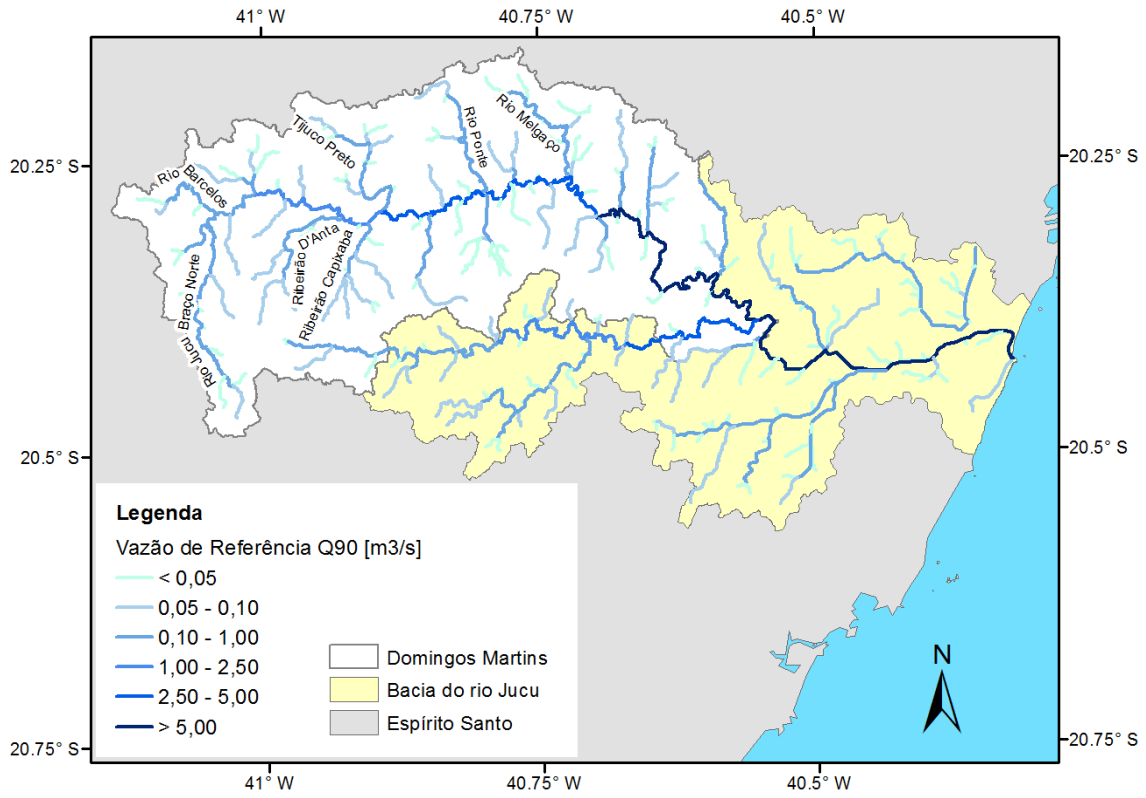 41° W
40.75° W
40.5° W
20.25° S
20.25° S
Rio Barcelos
Tijuco Preto
Rio Ponte
Rio Melgaço
Ribeirão D'Anta
Ribeirão Capixaba
Rio Jucu Braço Norte
20.5° S
20.5° S
Legenda
Vazão de Referência Q90 [m3/s]
< 0,05
0,05 - 0,10
0,10 - 1,00
1,00 - 2,50
2,50 - 5,00
> 5,00
Domingos Martins
Bacia do rio Jucu
Espírito Santo
N
20.75° S
20.75° S
41° W
40.75° W
40.5° W